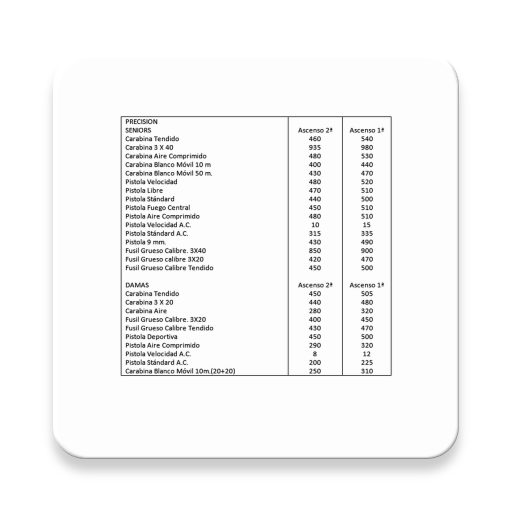 PRECISION
SENIORS Ascenso 2ª Ascenso 1ª
Carabina Tendido 460 540
Carabina 3 X 40 935 980
Carabina Aire Comprimido 480 530
Carabina Blanco Móvil 10 m 400 440
Carabina Blanco Móvil 50 m. 430 470
Pistola Velocidad 480 520
Pistola Libre 470 510
Pistola Stándard 440 500
Pistola Fuego Central 450 510
Pistola Aire Comprimido 480 510
Pistola Velocidad A.C. 10 15
Pistola Stándard A.C. 315 335
Pistola 9 mm. 430 490
Fusil Grueso Calibre. 3X40 850 900
Fusil Grueso calibre 3X20 420 470
Fusil Grueso Calibre Tendido 450 500
DAMAS Ascenso 2ª Ascenso 1ª
Carabina Tendido 450 505
Carabina 3 X 20 440 480
Carabina Aire 280 320
Fusil Grueso Calibre. 3X20 400 450
Fusil Grueso Calibre Tendido 430 470
Pistola Deportiva 450 500
Pistola Aire Comprimido 290 320
Pistola Velocidad A.C. 8 12
Pistola Stándard A.C. 200 225
Carabina Blanco Móvil 10m.(20+20) 250 310